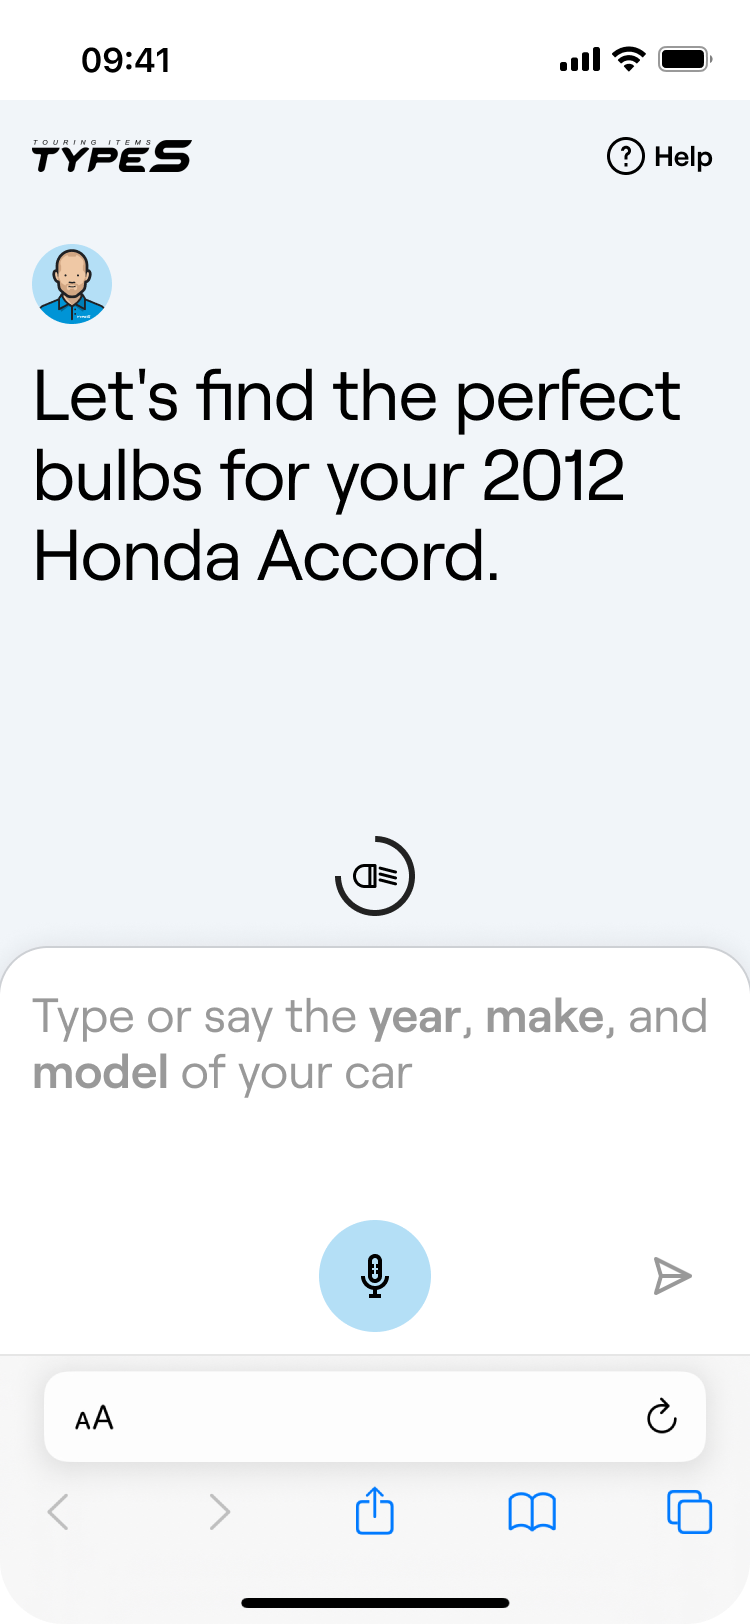 09:41
TOURING ITEMS
TYPES
Help
Let's find the perfect
bulbs for your 2012
Honda Accord.
Type or say the year, make, and
model of your car
AA